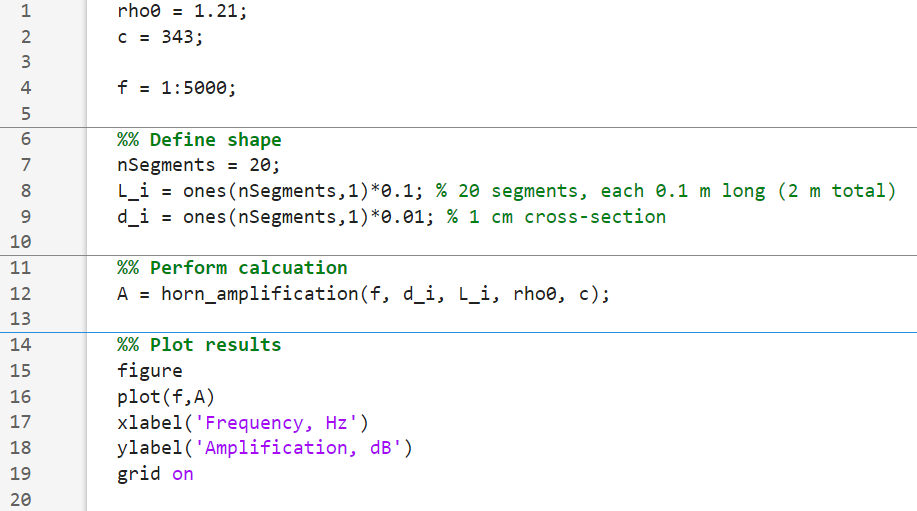 1 rho0 = 1.21;
2 c = 343;
3
4 f = 1:5000;
5
6 %% Define shape
7 nSegments = 20;
8 L_i = ones(nSegments,1)*0.1; % 20 segments, each 0.1 m long (2 m total)
9 d_i = ones(nSegments,1)*0.01; % 1 cm cross-section
10
11 %% Perform calcuation
12 A = horn_amplification(f, d_i, L_i, rho0, c);
13
14 %% Plot results
15 figure
16 plot(f,A)
17 xlabel('Frequency, Hz')
18 ylabel('Amplification, dB')
19 grid on
20